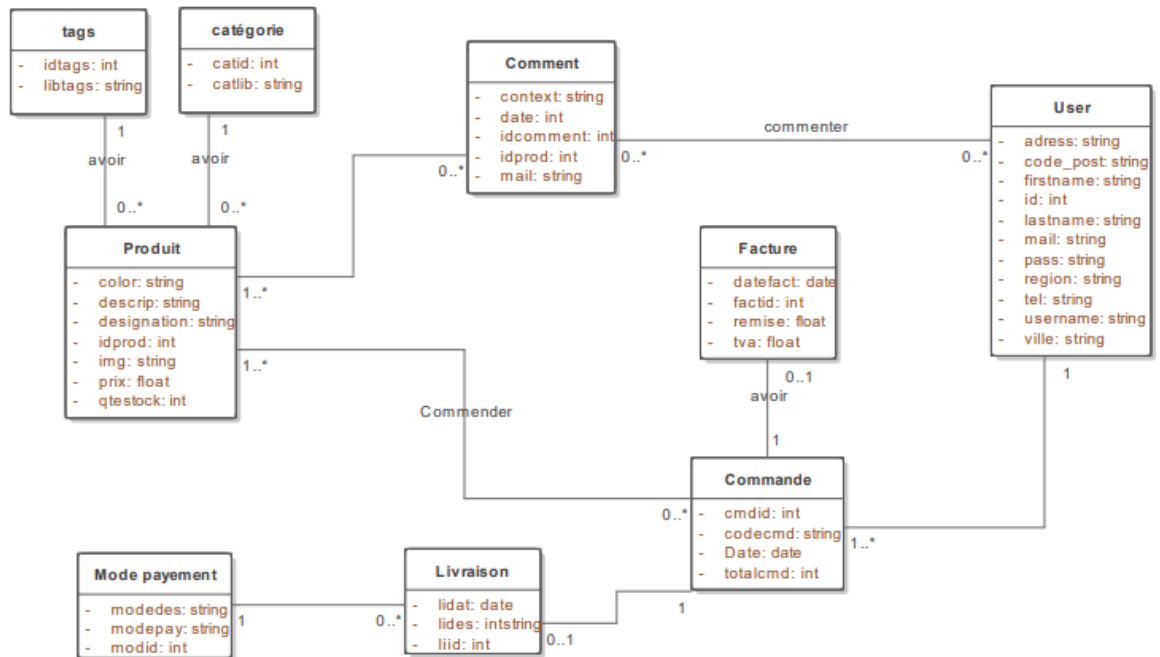 tags
- idtags: int
- libtags: string
catégorie
- catid: int
- catlib: string
1
avoir
0..*
1
avoir
0..*
Comment
- context: string
- date: int
- idcomment: int
- idprod: int
- mail: string
0..*
0..*
commenter
0..*
User
- adress: string
- code_post: string
- firstname: string
- id: int
- lastname: string
- mail: string
- pass: string
- region: string
- tel: string
- username: string
- ville: string
1
Produit
- color: string
- descrip: string
- designation: string
- idprod: int
- img: string
- prix: float
- qtestock: int
1..*
1..*
Commender
Facture
- datefact: date
- factid: int
- remise: float
- tva: float
0..1
avoir
1
Commande
- cmdid: int
- codecmd: string
- Date: date
- totalcmd: int
0..*
1..*
1
Mode payement
- modedes: string
- modepay: string
- modid: int
1
0..*
Livraison
- lidat: date
- lides: intstring
- liid: int
0..1